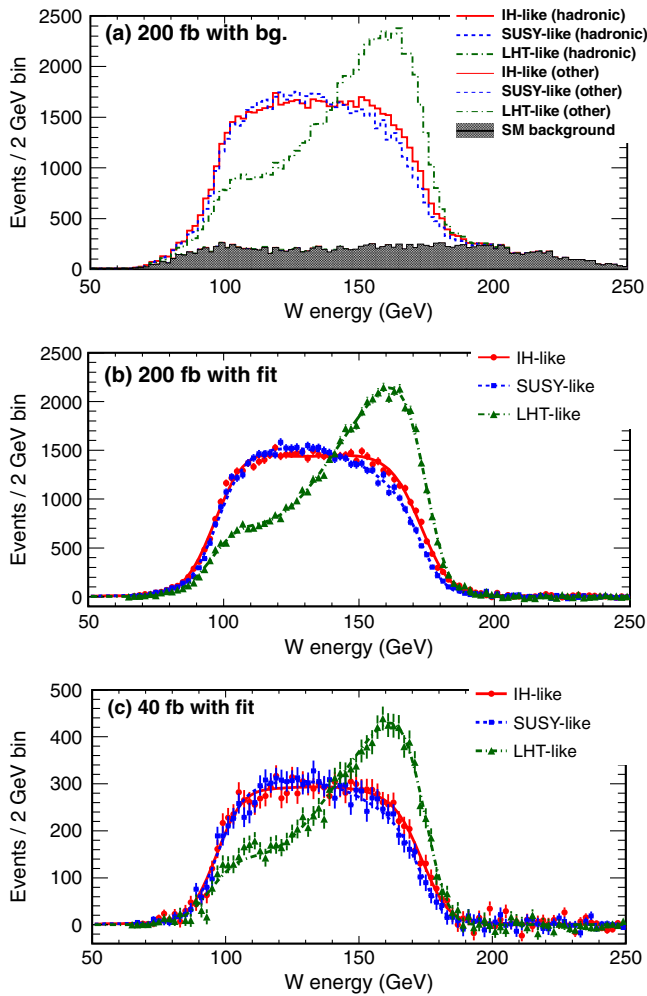 (a) 200 fb with bg.
IH-like (hadronic)
SUSY-like (hadronic)
LHT-like (hadronic)
IH-like (other)
SUSY-like (other)
LHT-like (other)
SM background
Events / 2 GeV bin
2500
2000
1500
1000
500
0
50 100 150 200 250
W energy (GeV)
(b) 200 fb with fit
IH-like
SUSY-like
LHT-like
Events / 2 GeV bin
2500
2000
1500
1000
500
0
50 100 150 200 250
W energy (GeV)
(c) 40 fb with fit
IH-like
SUSY-like
LHT-like
Events / 2 GeV bin
500
400
300
200
100
0
50 100 150 200 250
W energy (GeV)